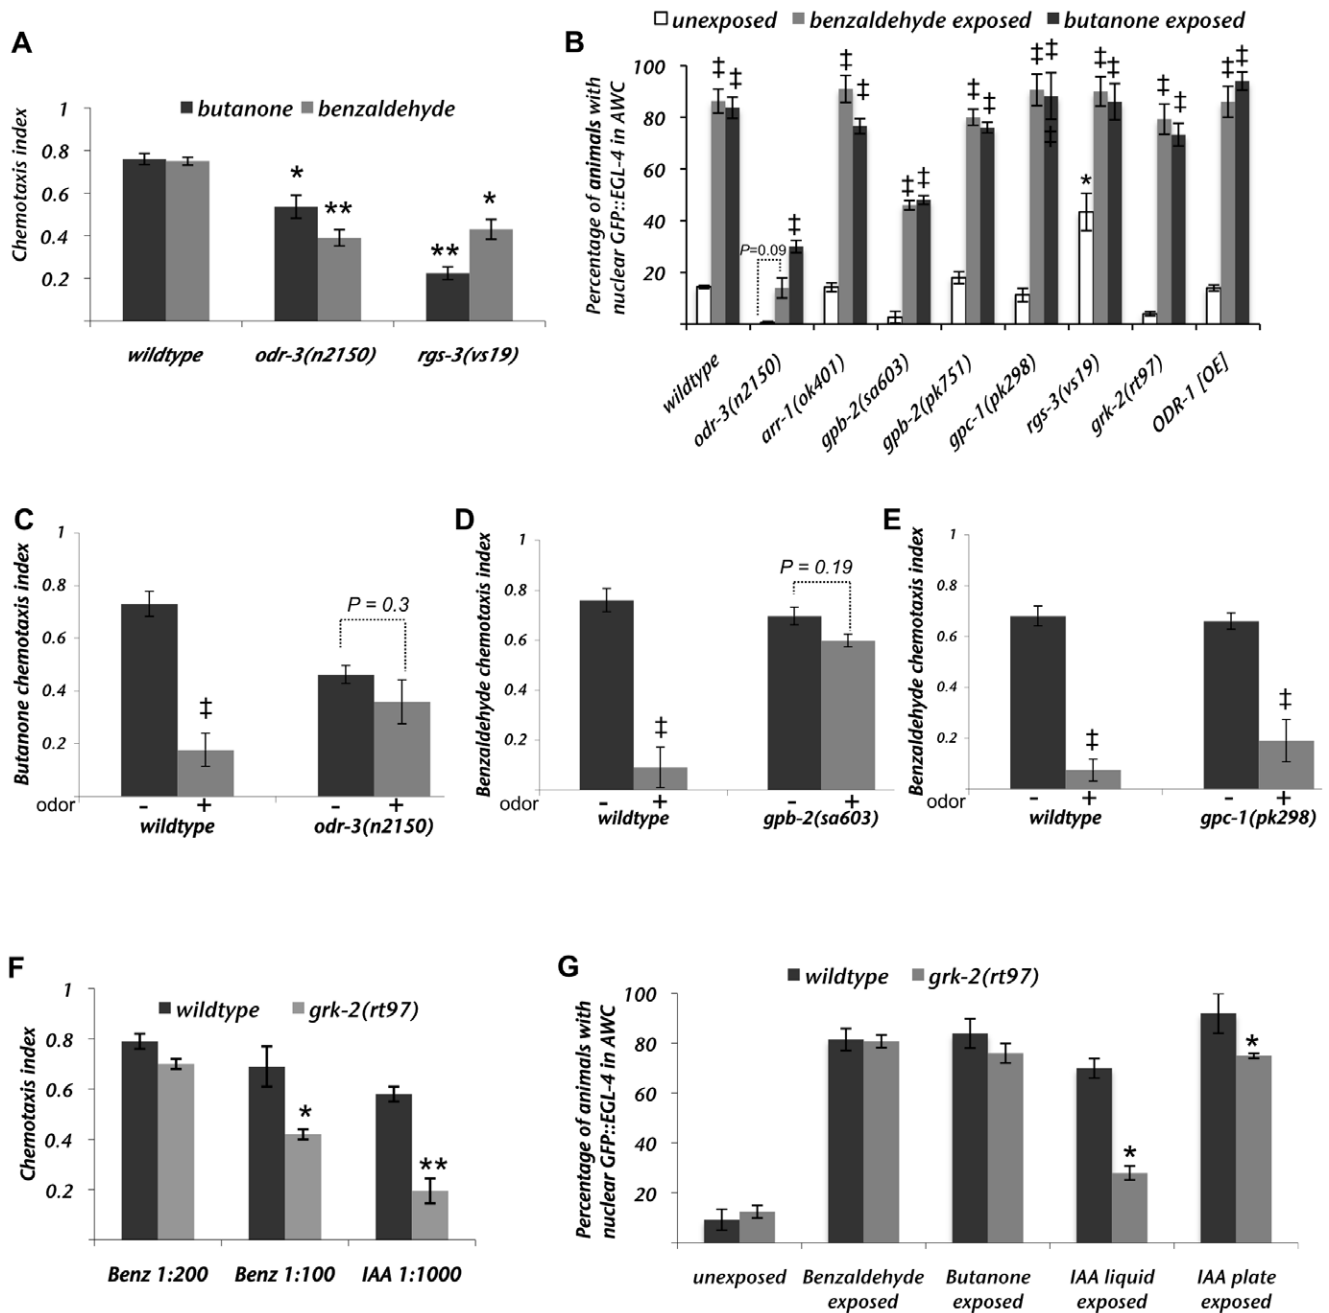 A
Chemotaxis index
butanone benzaldehyde
1
0.8
0.6
0.4
0.2
* ** ** *
wildtype odr-3(n2150) rgs-3(vs19)
unexposed benzaldehyde exposed butanone exposed
B
Percentage of animals with
nuclear GFP::EGL-4 in AWC
100
80
60
40
20
‡ ‡ P=0.09 ‡ ‡ ‡ ‡ ‡ ‡ ‡ ‡ ‡ ‡ * ‡ ‡ ‡ ‡ ‡ ‡
wildtype
odr-3(n2150)
arr-1(ok401)
gpb-2(sa603)
gpb-2(pk751)
gpc-1(pk298)
rgs-3(vs19)
grk-2(rt97)
ODR-1 [OE]
C
Butanone chemotaxis index
1
0.8
0.6
0.4
0.2
‡
P = 0.3
odor - + - +
wildtype odr-3(n2150)
D
Benzaldehyde chemotaxis index
1
0.8
0.6
0.4
0.2
‡
P = 0.19
odor - + - +
wildtype gpb-2(sa603)
E
Benzaldehyde chemotaxis index
1
0.8
0.6
0.4
0.2
‡ ‡
odor - + - +
wildtype gpc-1(pk298)
F
Chemotaxis index
wildtype grk-2(rt97)
1
0.8
0.6
0.4
0.2
* **
Benz 1:200 Benz 1:100 IAA 1:1000
G
wildtype grk-2(rt97)
Percentage of animals with
nuclear GFP::EGL-4 in AWC
100
80
60
40
20
* *
unexposed
Benzaldehyde
exposed
Butanone
exposed
IAA liquid
exposed
IAA plate
exposed